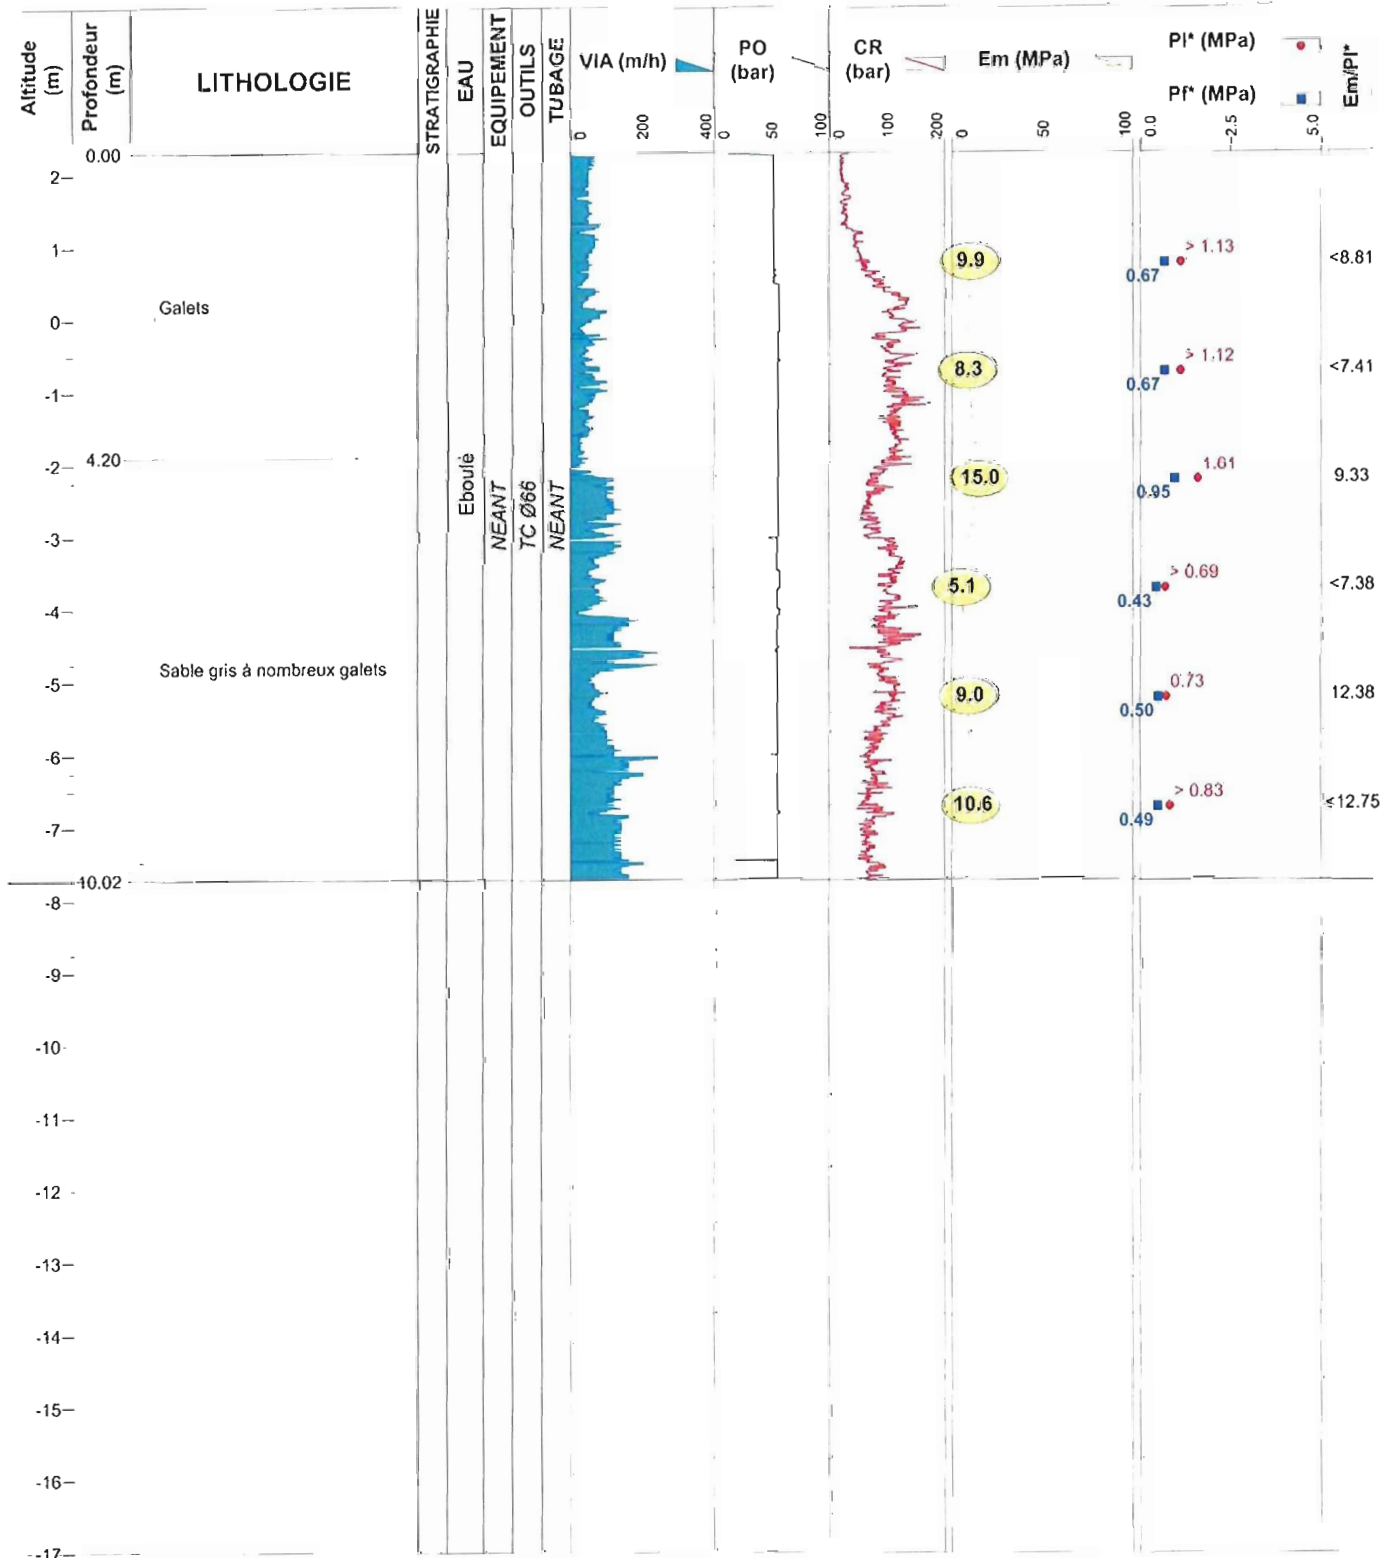 Altitude
(m)
Profondeur
(m)
LITHOLOGIE
STRATIGRAPHIE
EAU
EQUIPEMENT
OUTILS
TUBAGE
VIA (m/h)
0
200
400
PO
(bar)
0
50
100
CR
(bar)
0
100
200
Em (MPa)
0
50
100
Pl* (MPa)
Pf* (MPa)
0.0
2.5
5.0
Em/Pl*
0.00
2
1
9.9
> 1.13
0.67
<8.81
Galets
0
8.3
> 1.12
0.67
<7.41
-1
4.20
-2
15.0
1.61
0.95
9.33
Eboulé
NEANT
TC Ø66
NEANT
-3
5.1
> 0.69
0.43
<7.38
-4
Sable gris à nombreux galets
-5
9.0
0.73
0.50
12.38
-6
10.6
> 0.83
0.49
<12.75
-7
10.02
-8
-9
-10
-11
-12
-13
-14
-15
-16
-17